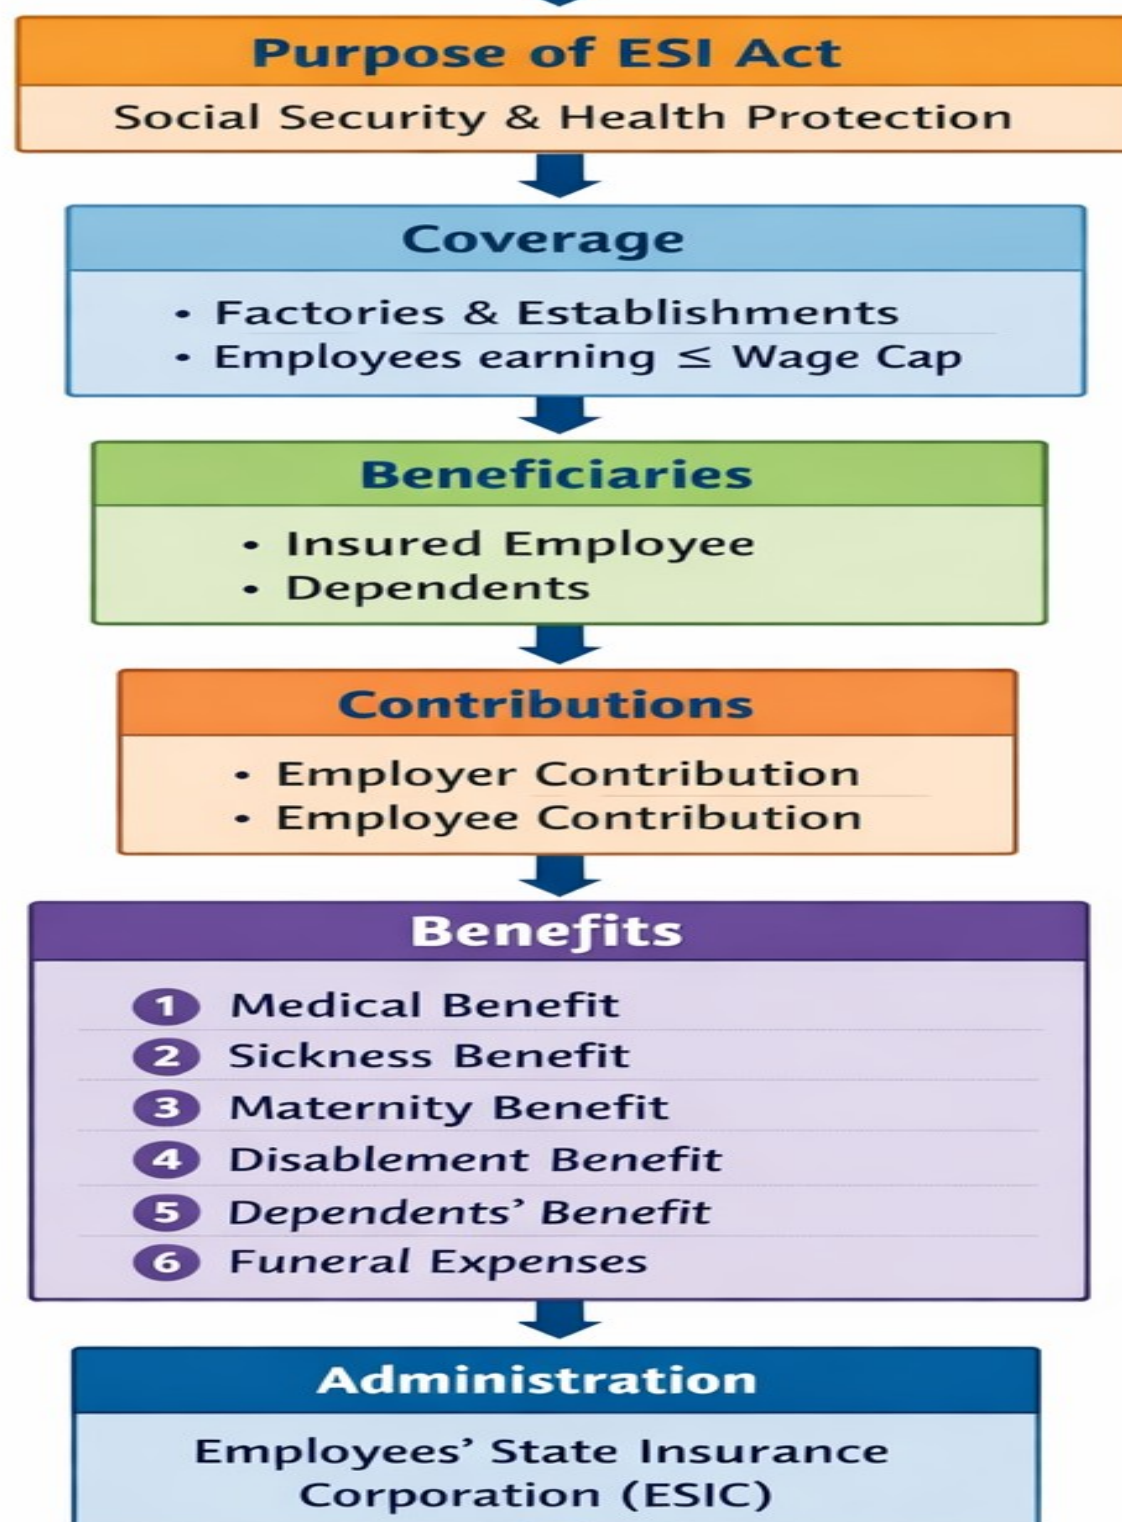 Purpose of ESI Act
Social Security & Health Protection
Coverage
• Factories & Establishments
• Employees earning ≤ Wage Cap
Beneficiaries
• Insured Employee
• Dependents
Contributions
• Employer Contribution
• Employee Contribution
Benefits
1 Medical Benefit
2 Sickness Benefit
3 Maternity Benefit
4 Disablement Benefit
5 Dependents’ Benefit
6 Funeral Expenses
Administration
Employees’ State Insurance
Corporation (ESIC)